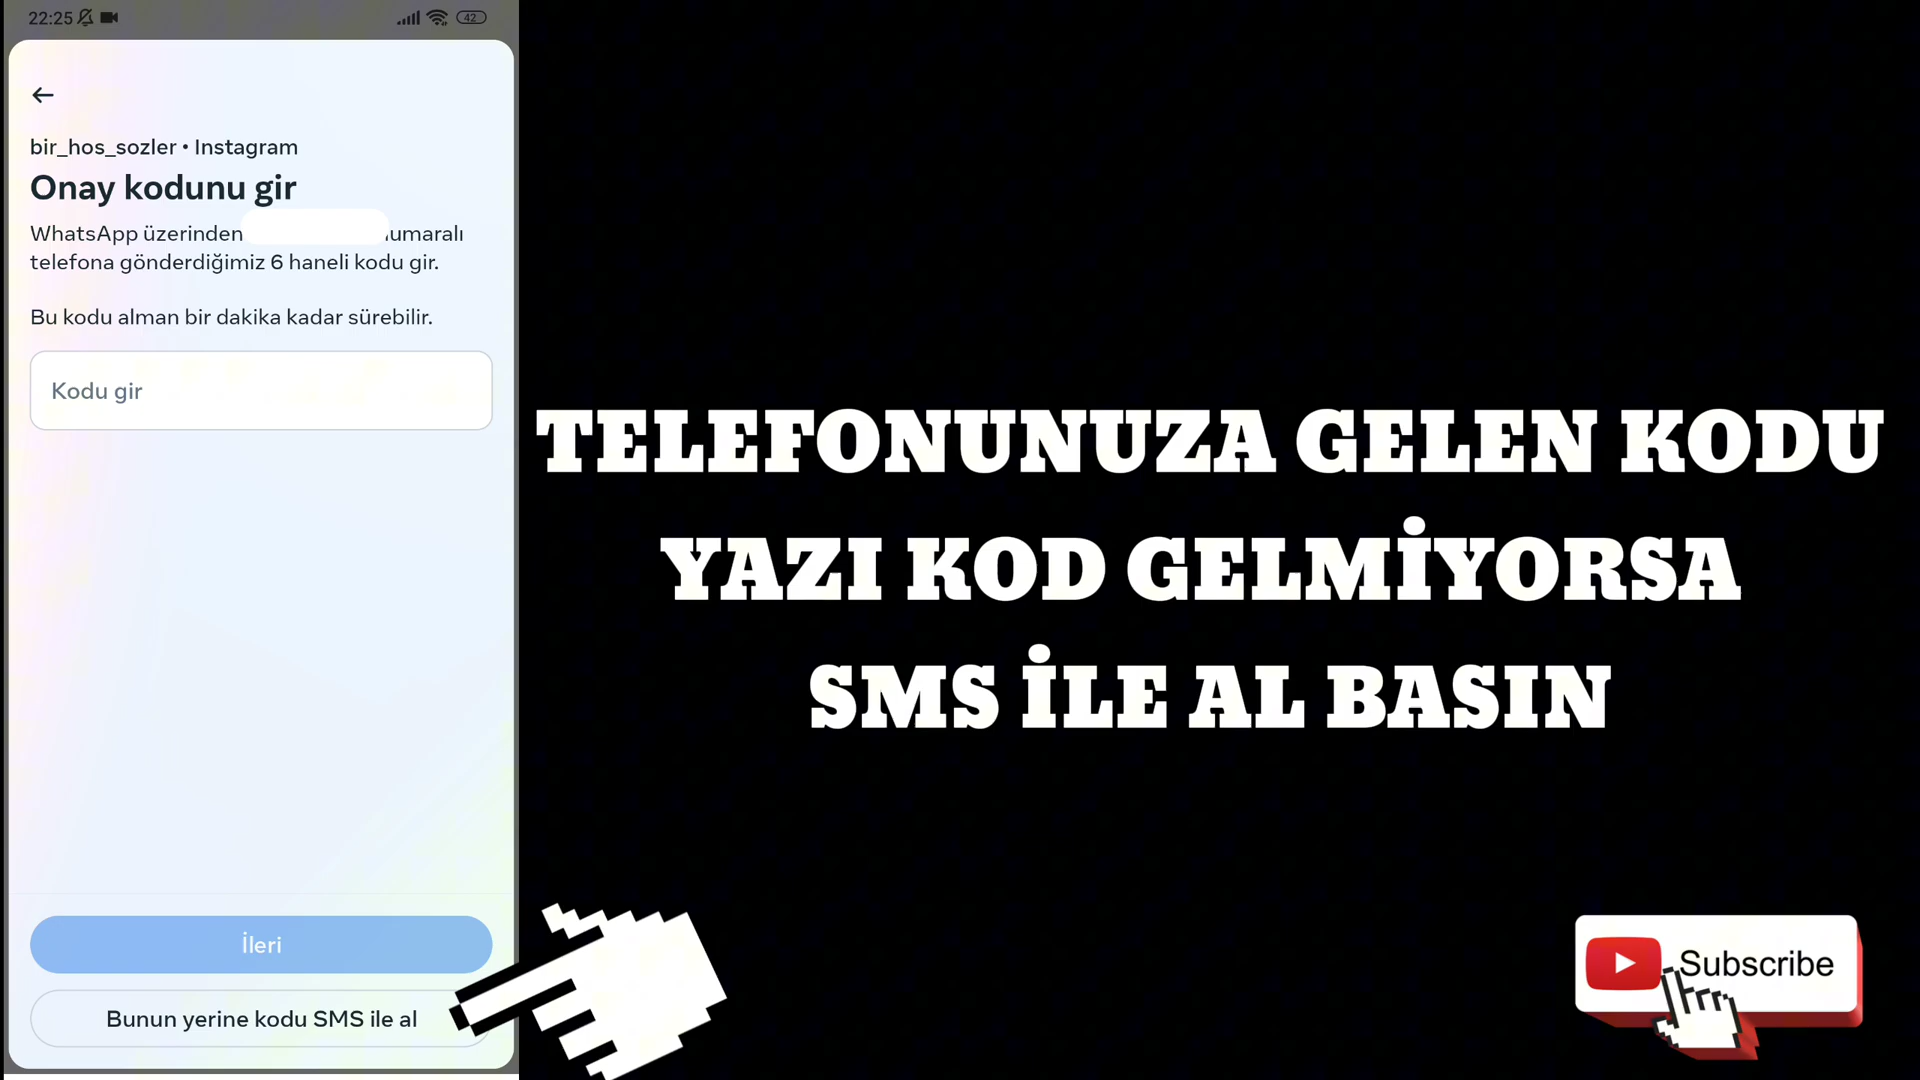 22:25
42
bir_hos_sozler • Instagram
Onay kodunu gir
WhatsApp üzerinden umaralı
telefona gönderdiğimiz 6 haneli kodu gir.
Bu kodu alman bir dakika kadar sürebilir.
Kodu gir
İleri
Bunun yerine kodu SMS ile al
TELEFONUNUZA GELEN KODU
YAZI KOD GELMİYORSA
SMS İLE AL BASIN
Subscribe